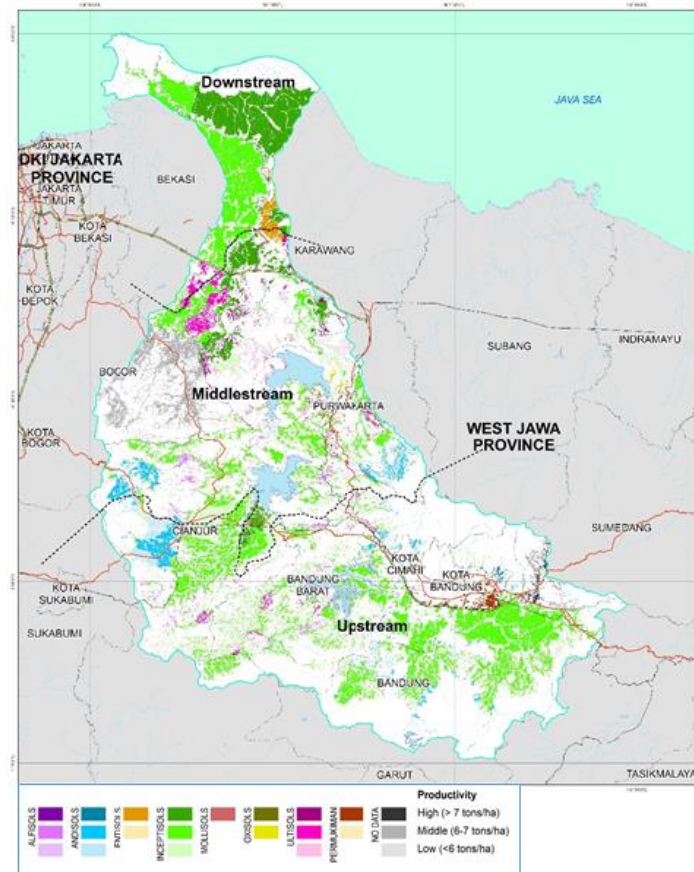 Downstream
JAVA SEA
JAKARTA
DKI JAKARTA
PROVINCE
JAKARTA
TIMUR
BEKASI
KOTA
BEKASI
KARAWANG
KOTA
DEPOK
INDRAMAYU
SUBANG
BOGOR
Middlestream
PURWAKARTA
WEST JAWA
PROVINCE
KOTA
BOGOR
SUMEDANG
CIANJUR
KOTA
CIMAHI
KOTA
BANDUNG
KOTA
SUKABUMI
BANDUNG
BARAT
SUKABUMI
Upstream
BANDUNG
GARUT
TASIKMALAYA
ALFISOLS
ANDISOLS
ENTISOLS
INCEPTISOLS
MOLLISOLS
OXISOLS
ULTISOLS
PERMUKIMAN
NO DATA
Productivity
High (> 7 tons/ha)
Middle (6-7 tons/ha)
Low (<6 tons/ha)